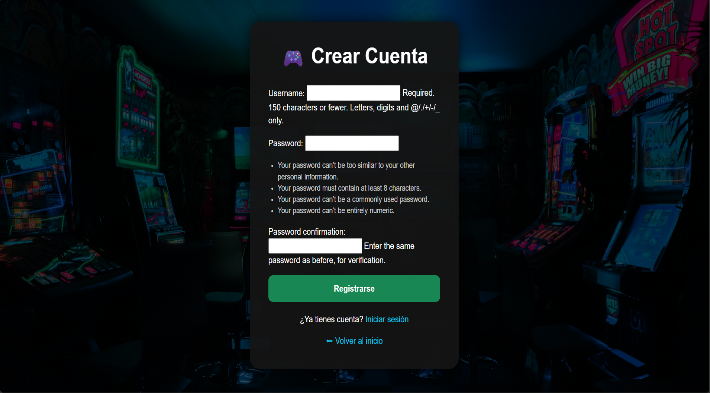 Crear Cuenta
Username: Required.
150 characters or fewer. Letters, digits and @/./+/-/_
only.
Password:
Your password can't be too similar to your other
personal information.
Your password must contain at least 8 characters.
Your password can't be a commonly used password.
Your password can't be entirely numeric.
Password confirmation:
Enter the same
password as before, for verification.
Registrarse
¿Ya tienes cuenta? Iniciar sesión
⬅ Volver al inicio
HOT
SPOT
WIN BIG
MONEY!